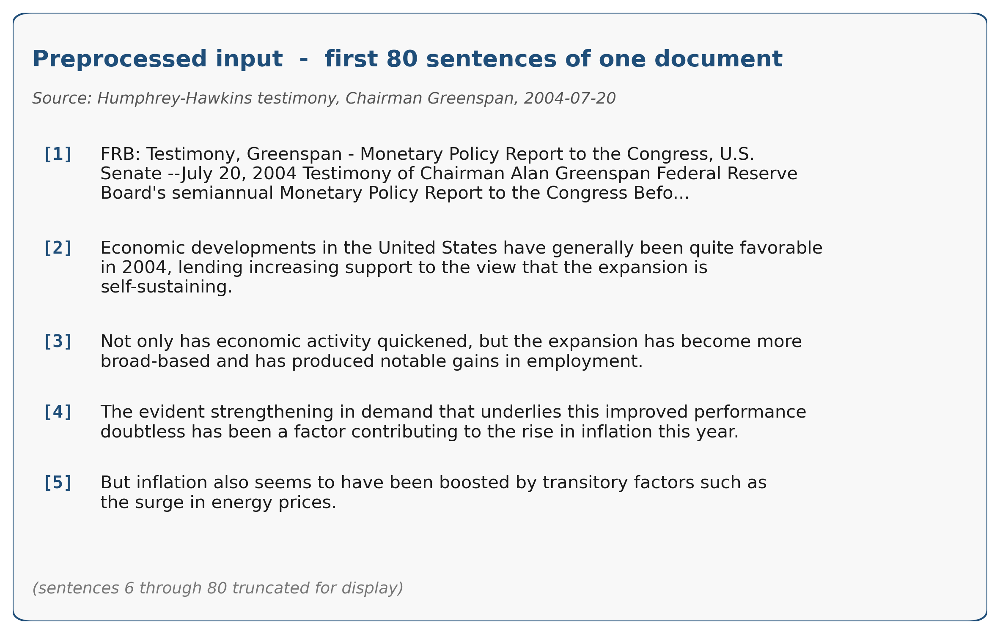 Preprocessed input  -  first 80 sentences of one document
Source: Humphrey-Hawkins testimony, Chairman Greenspan, 2004-07-20
[1] FRB: Testimony, Greenspan - Monetary Policy Report to the Congress, U.S.
Senate --July 20, 2004 Testimony of Chairman Alan Greenspan Federal Reserve
Board's semiannual Monetary Policy Report to the Congress Befo...
[2] Economic developments in the United States have generally been quite favorable
in 2004, lending increasing support to the view that the expansion is
self-sustaining.
[3] Not only has economic activity quickened, but the expansion has become more
broad-based and has produced notable gains in employment.
[4] The evident strengthening in demand that underlies this improved performance
doubtless has been a factor contributing to the rise in inflation this year.
[5] But inflation also seems to have been boosted by transitory factors such as
the surge in energy prices.
(sentences 6 through 80 truncated for display)